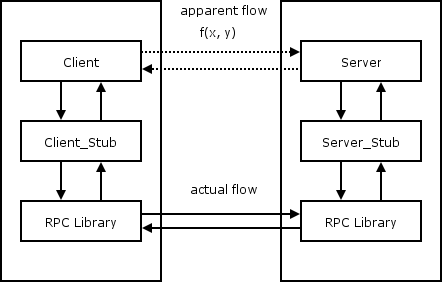 apparent flow
f(x, y)
Client
Server
Client_Stub
Server_Stub
actual flow
RPC Library
RPC Library